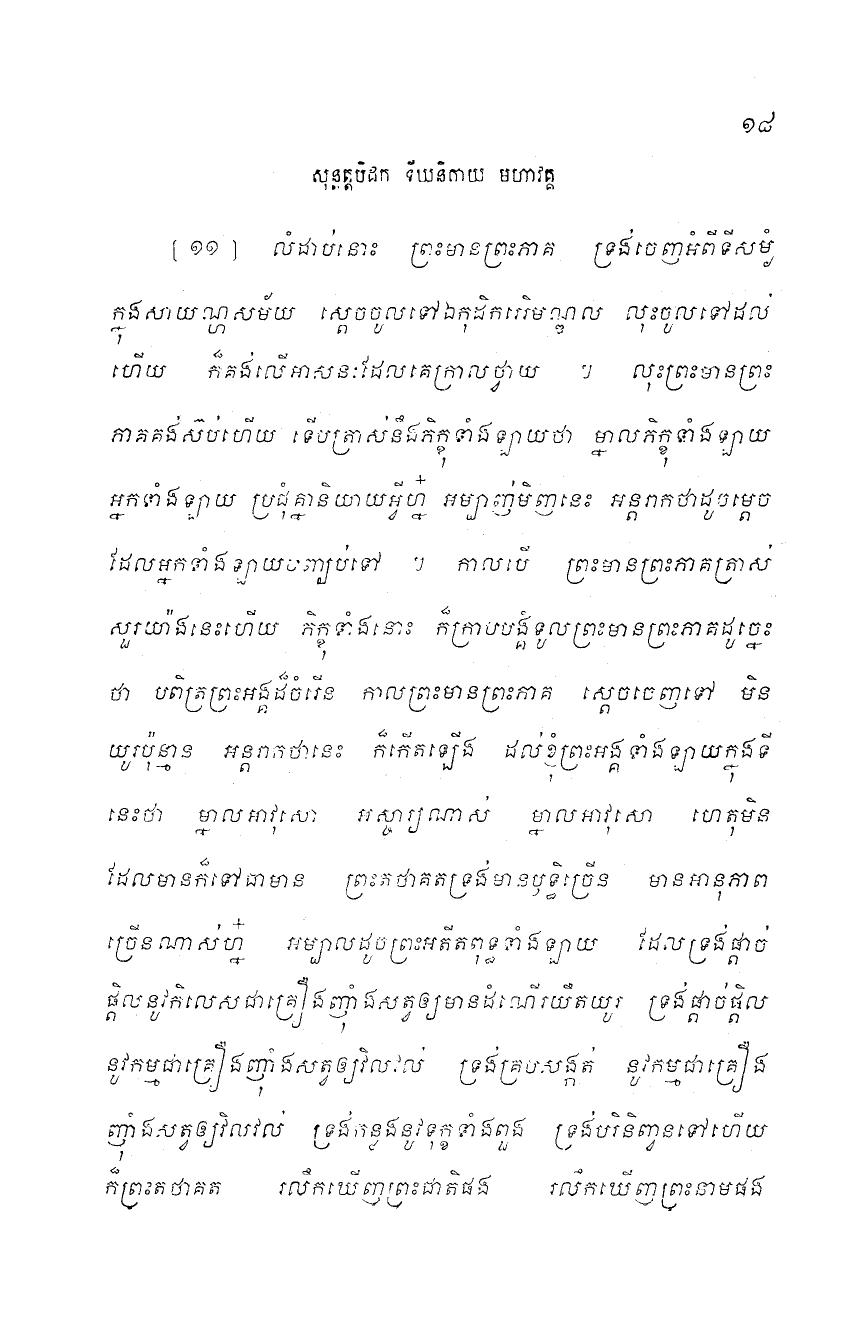 ១៨
សុត្តន្តបិដក ទីឃនិកាយ មហាវគ្គ
[ ១១ ] លំដាប់នោះ ព្រះមានព្រះភាគ ទ្រង់ចេញអំពីទីសម្ងំ
ក្នុងសាយណ្ហសម័យ ស្តេចចូលទៅឯកុដិករេរិមណ្ឌល លុះចូលទៅដល់
ហើយ ក៏គង់លើអាសនៈដែលគេក្រាលថ្វាយ ។ លុះព្រះមានព្រះ
ភាគគង់ស៊ប់ហើយ ទើបត្រាស់នឹងភិក្ខុទាំងឡាយថា ម្នាលភិក្ខុទាំងឡាយ
អ្នកទាំងឡាយ ប្រជុំគ្នានិយាយអ្វីហ្ន៎ អម្បាញ់មិញនេះ អន្តរាកថាដូចម្តេច
ដែលអ្នកទាំងឡាយបញ្ឈប់ទៅ ។ កាលបើ ព្រះមានព្រះភាគត្រាស់
សួរយ៉ាងនេះហើយ ភិក្ខុទាំងនោះ ក៏ក្រាបបង្គំទូលព្រះមានព្រះភាគដូច្នេះ
ថា បពិត្រព្រះអង្គដ៏ចំរើន កាលព្រះមានព្រះភាគ ស្តេចចេញទៅ មិន
យូរប៉ុន្មាន អន្តរាកថានេះ ក៏កើតឡើង ដល់ខ្ញុំព្រះអង្គទាំងឡាយក្នុងទី
នេះថា ម្នាលអាវុសោ អស្ចារ្យណាស់ ម្នាលអាវុសោ ហេតុមិន
ដែលមានក៏ទៅជាមាន ព្រះតថាគតទ្រង់មានឫទ្ធិច្រើន មានអានុភាព
ច្រើនណាស់ហ្ន៎ អម្បាលដូចព្រះអតីតពុទ្ធទាំងឡាយ ដែលទ្រង់ផ្តាច់
ផ្តិលនូវកិលេសជាគ្រឿងញុំាងសត្វឲ្យមានដំណើរយឺតយូរ ទ្រង់ផ្តាច់ផ្តិល
នូវកម្មជាគ្រឿងញុំាងសត្វឲ្យវិលវល់ ទ្រង់គ្របសង្កត់ នូវកម្មជាគ្រឿង
ញុំាងសត្វឲ្យវិលវល់ ទ្រង់កន្លងនូវទុក្ខទាំងពួង ទ្រង់បរិនិព្វានទៅហើយ
ក៏ព្រះតថាគត រលឹកឃើញព្រះជាតិផង រលឹកឃើញព្រះនាមផង